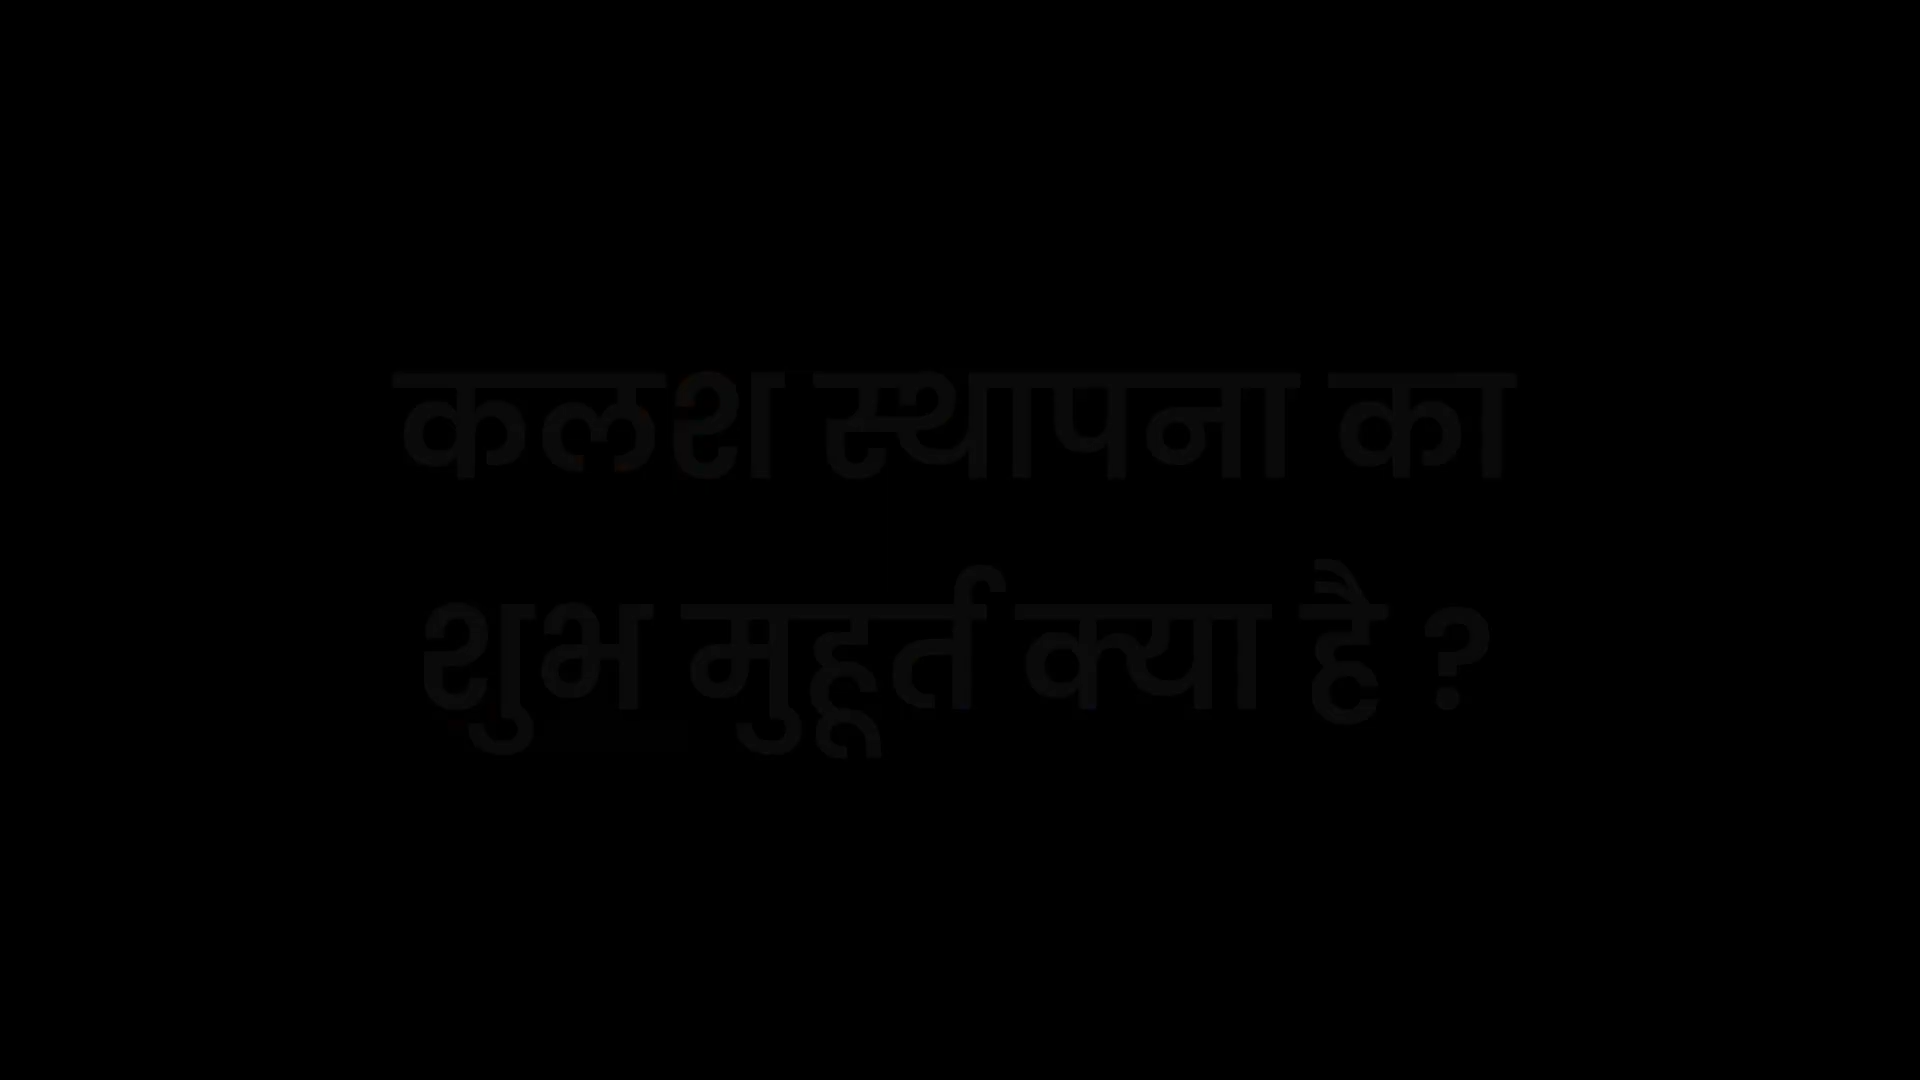 कलश स्थापना का
शुभ मुहूर्त क्या है ?